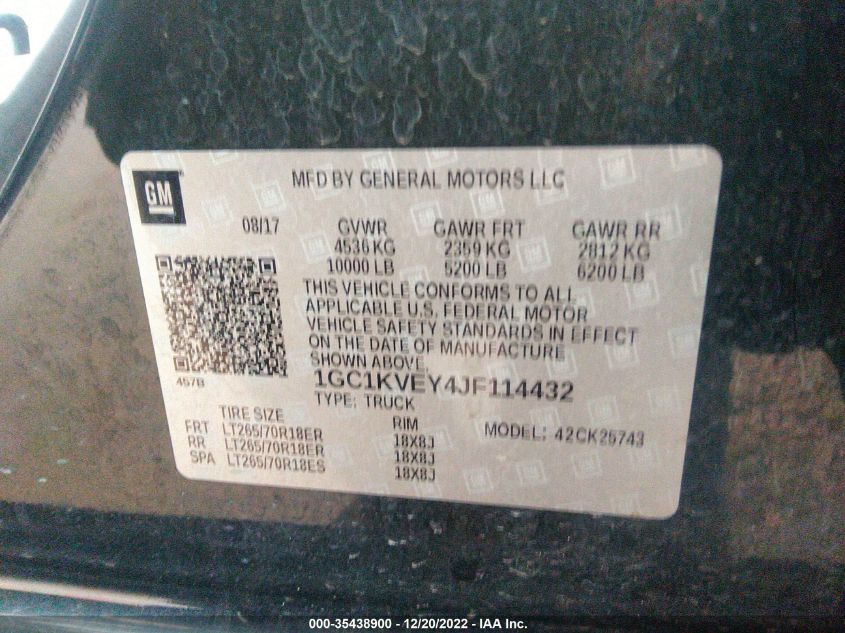 GM
MFD BY GENERAL MOTORS LLC
08/17 GVWR GAWR FRT GAWR RR
4536 KG 2359 KG 2812 KG
10000 LB 5200 LB 6200 LB
THIS VEHICLE CONFORMS TO ALL
APPLICABLE U.S. FEDERAL MOTOR
VEHICLE SAFETY STANDARDS IN EFFECT
ON THE DATE OF MANUFACTURE
SHOWN ABOVE.
457B
1GC1KVEY4JF114432
TYPE: TRUCK
TIRE SIZE RIM
FRT LT265/70R18ER 18X8J
RR LT265/70R18ER 18X8J
SPA LT265/70R18ES 18X8J
MODEL: 42CK25743
000-35438900 - 12/20/2022 - IAA Inc.